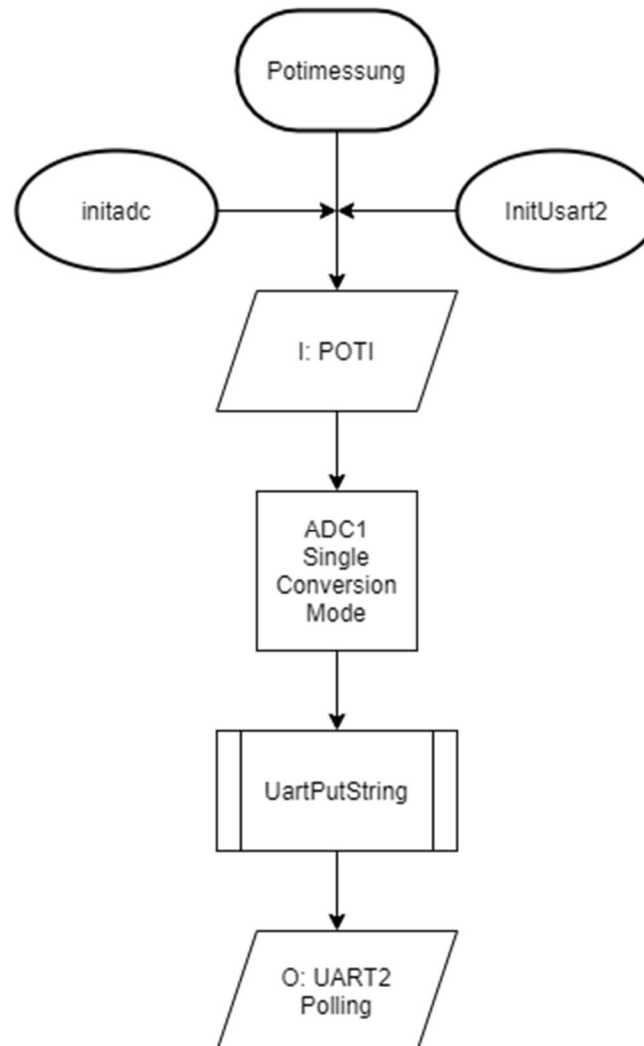 Potimessung
initadc
InitUsart2
I: POTI
ADC1
Single
Conversion
Mode
UartPutString
O: UART2
Polling